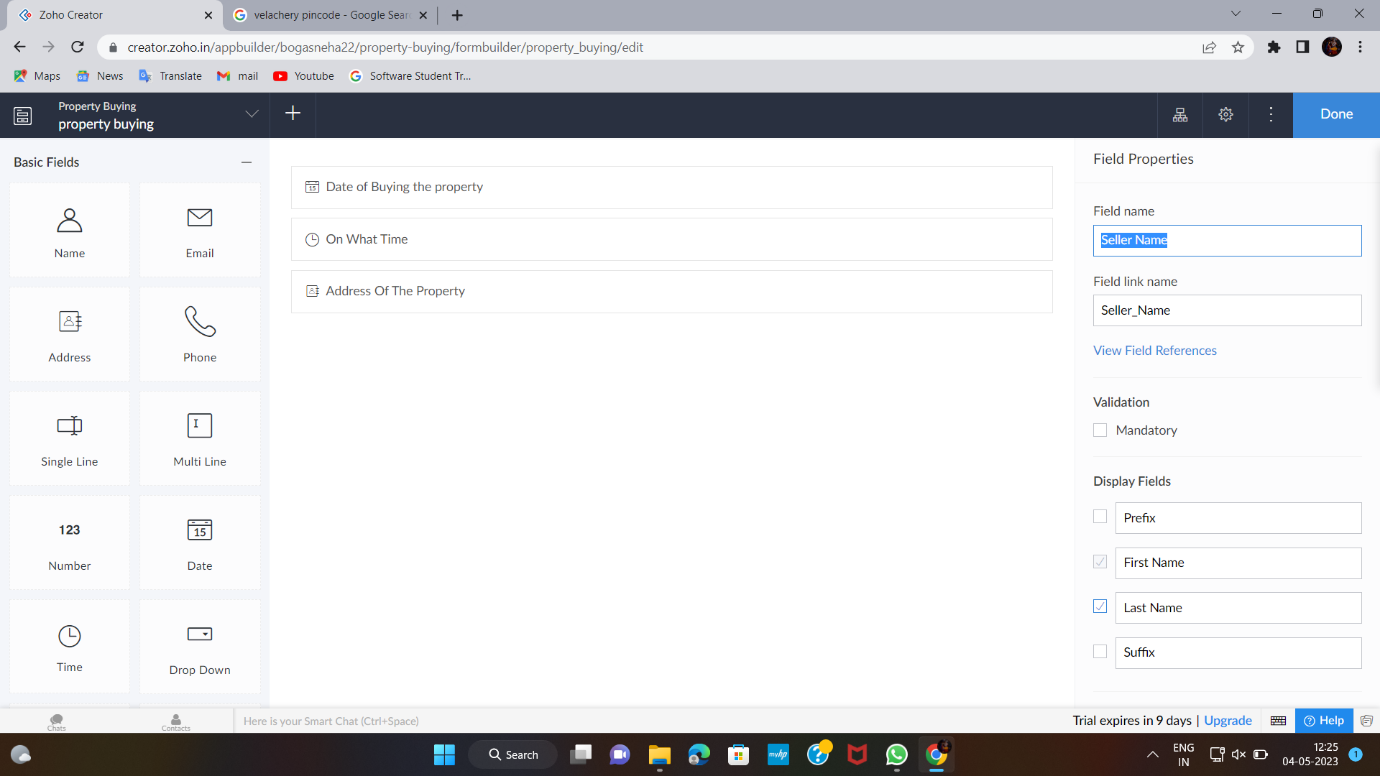 Zoho Creator
velachery pincode - Google Sear
creator.zoho.in/appbuilder/bogasneha22/property-buying/formbuilder/property_buying/edit
Maps
News
Translate
mail
Youtube
Software Student Tr...
Property Buying
property buying
Done
Basic Fields
Name
Email
Address
Phone
Single Line
Multi Line
123
Number
15
Date
Time
Drop Down
15 Date of Buying the property
On What Time
Address Of The Property
Field Properties
Field name
Seller Name
Field link name
Seller_Name
View Field References
Validation
Mandatory
Display Fields
Prefix
First Name
Last Name
Suffix
Chats
Contacts
Here is your Smart Chat (Ctrl+Space)
Trial expires in 9 days | Upgrade
Help
Search
myhp
ENG
IN
12:25
04-05-2023
1